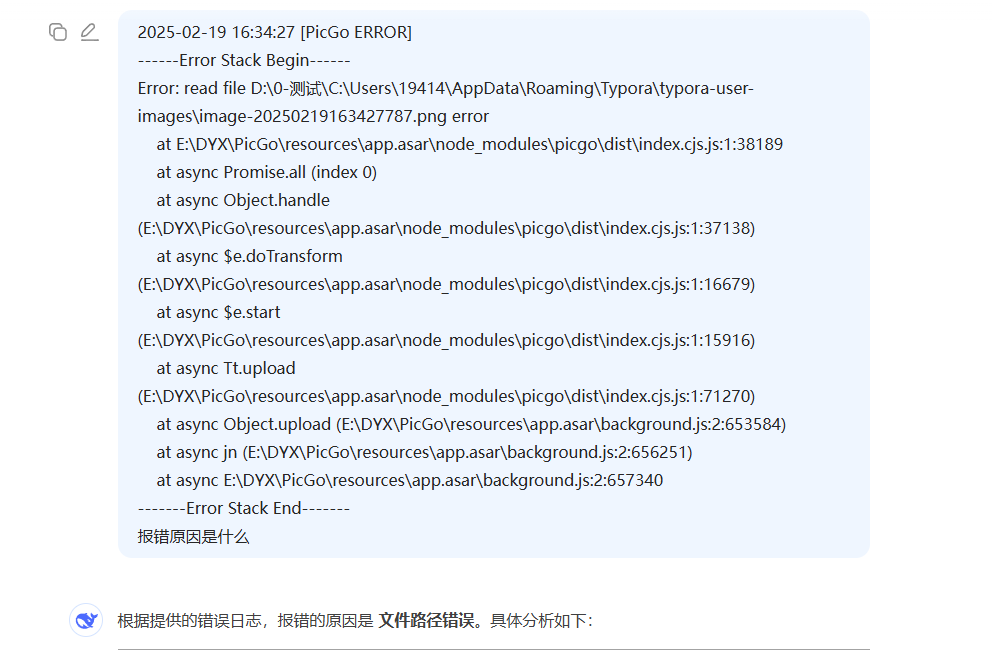 2025-02-19 16:34:27 [PicGo ERROR]
------Error Stack Begin------
Error: read file D:\0-测试\C:\Users\19414\AppData\Roaming\Typora\typora-user-
images\image-20250219163427787.png error
at E:\DYX\PicGo\resources\app.asar\node_modules\picgo\dist\index.cjs.js:1:38189
at async Promise.all (index 0)
at async Object.handle
(E:\DYX\PicGo\resources\app.asar\node_modules\picgo\dist\index.cjs.js:1:37138)
at async $e.doTransform
(E:\DYX\PicGo\resources\app.asar\node_modules\picgo\dist\index.cjs.js:1:16679)
at async $e.start
(E:\DYX\PicGo\resources\app.asar\node_modules\picgo\dist\index.cjs.js:1:15916)
at async Tt.upload
(E:\DYX\PicGo\resources\app.asar\node_modules\picgo\dist\index.cjs.js:1:71270)
at async Object.upload (E:\DYX\PicGo\resources\app.asar\background.js:2:653584)
at async jn (E:\DYX\PicGo\resources\app.asar\background.js:2:656251)
at async E:\DYX\PicGo\resources\app.asar\background.js:2:657340
-------Error Stack End-------
报错原因是什么
根据提供的错误日志，报错的原因是 文件路径错误。具体分析如下：